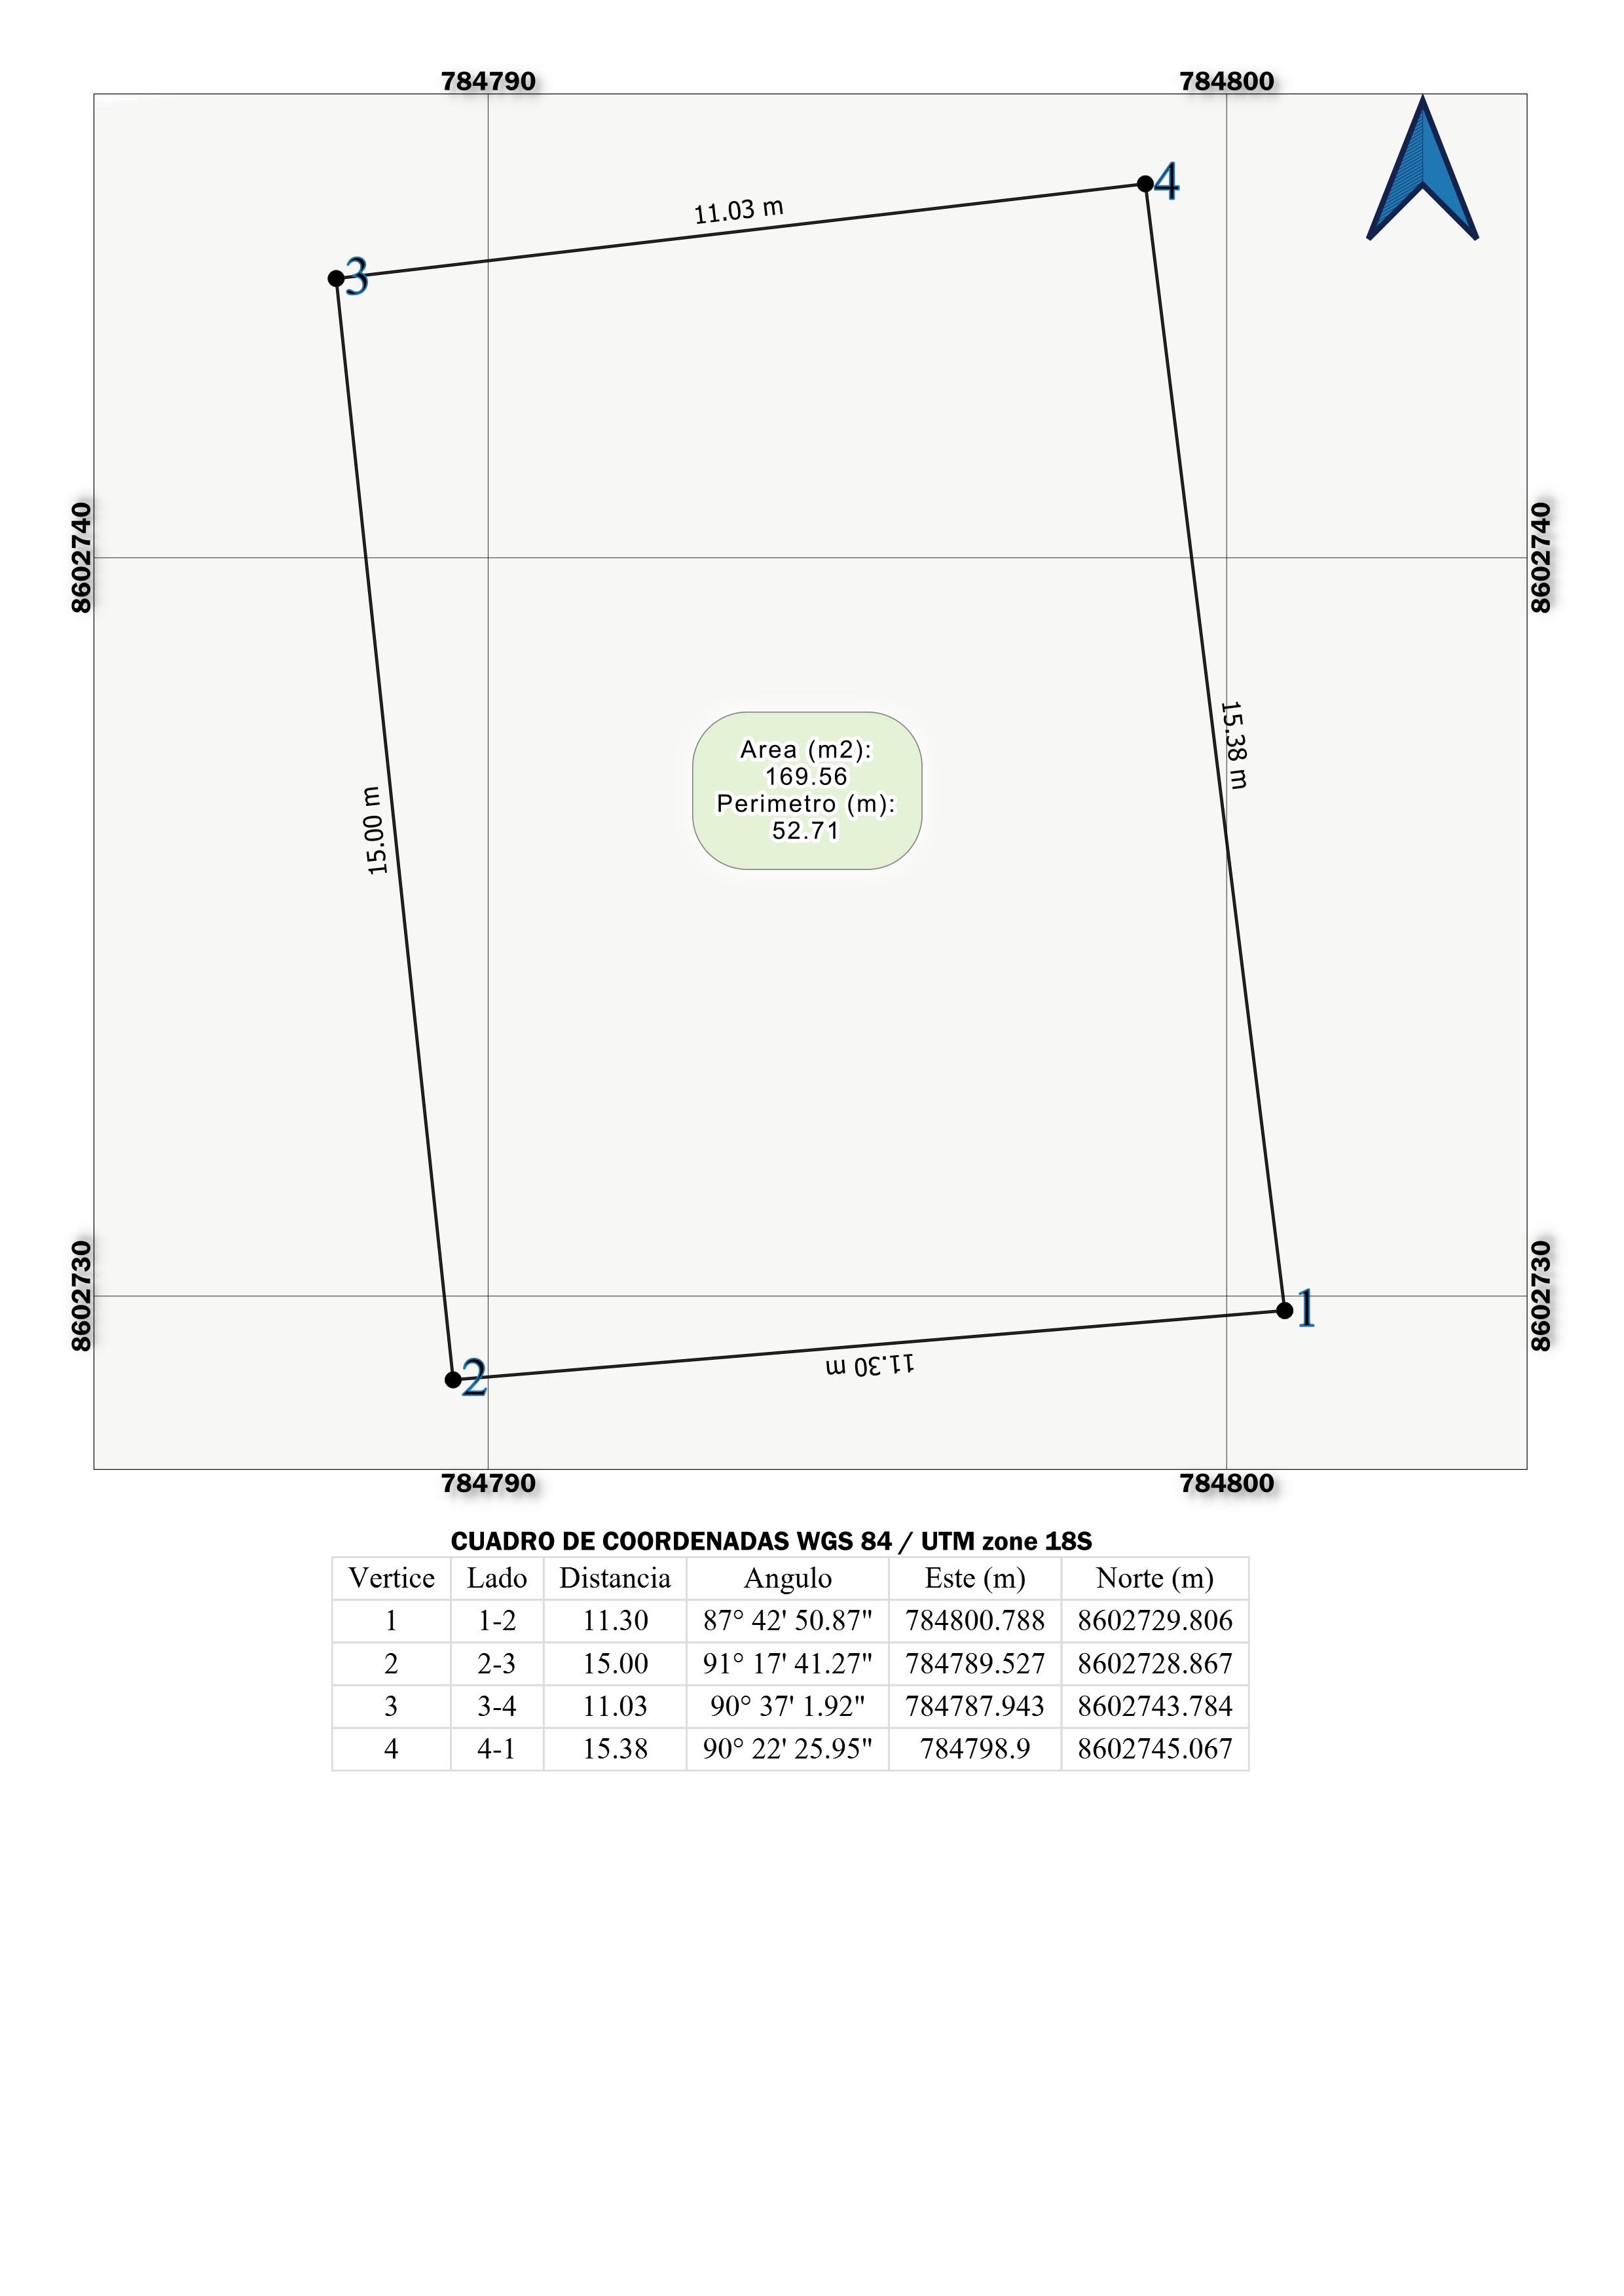 784790 784800
4
11.03 m
3
8602740 8602740
15.38 m
Area (m2):
169.56
Perimetro (m):
52.71
15.00 m
8602730 8602730
1
11.30 m
2
784790 784800
CUADRO DE COORDENADAS WGS 84 / UTM zone 18S
Vertice Lado Distancia Angulo Este (m) Norte (m)
1 1-2 11.30 87° 42' 50.87" 784800.788 8602729.806
2 2-3 15.00 91° 17' 41.27" 784789.527 8602728.867
3 3-4 11.03 90° 37' 1.92" 784787.943 8602743.784
4 4-1 15.38 90° 22' 25.95" 784798.9 8602745.067